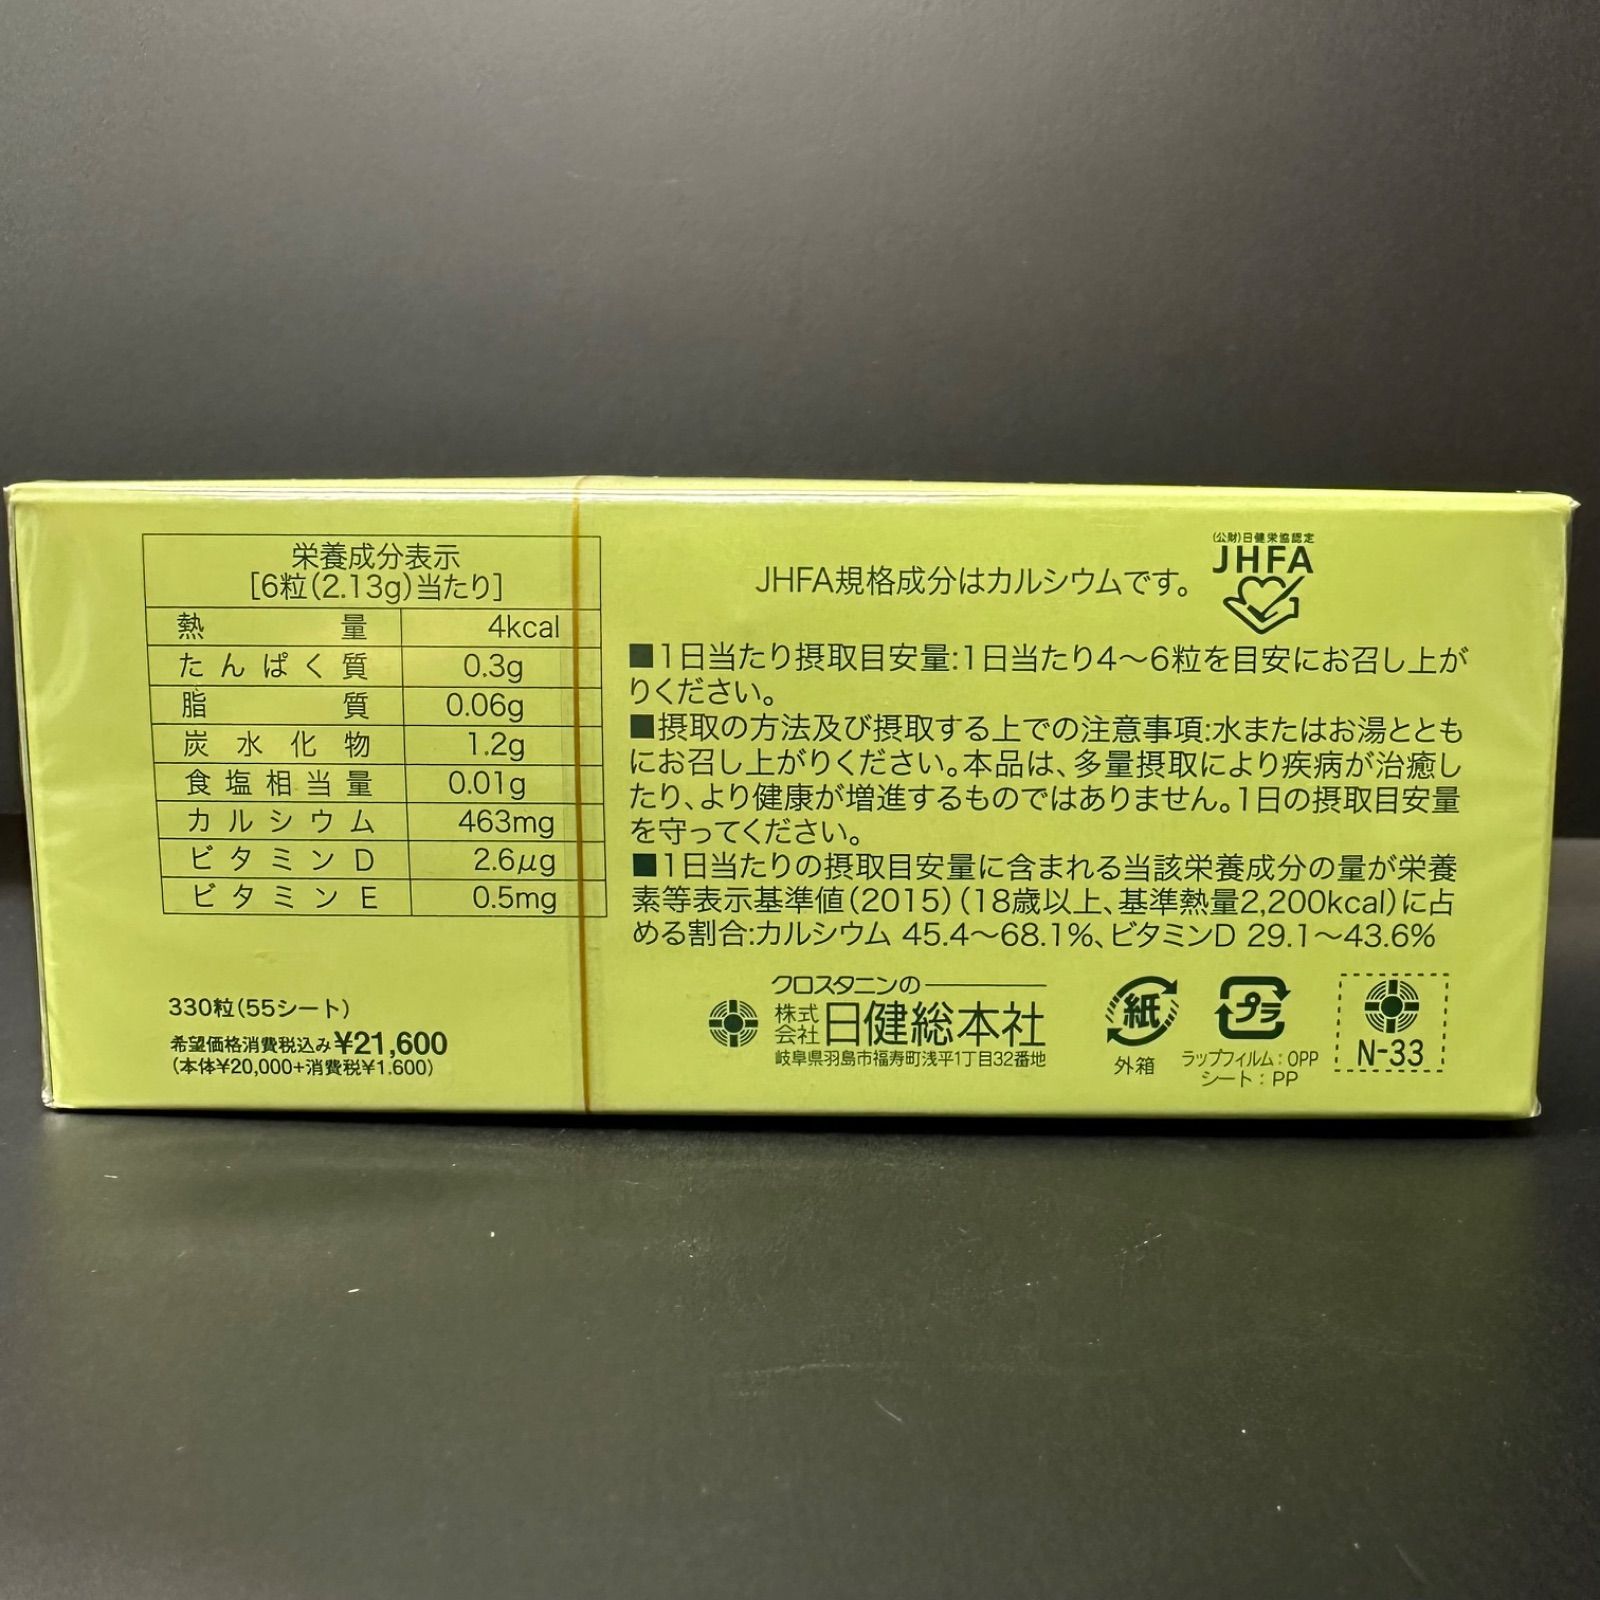 栄養成分表示
[6粒(2.13g)当たり]
熱量 4kcal
たんぱく質 0.3g
脂質 0.06g
炭水化物 1.2g
食塩相当量 0.01g
カルシウム 463mg
ビタミンD 2.6μg
ビタミンE 0.5mg
330粒(55シート)
希望価格消費税込み¥21,600
(本体¥20,000+消費税¥1.600)
(公財)日健栄協認定
JHFA
JHFA規格成分はカルシウムです。
■1日当たり摂取目安量:1日当たり4〜6粒を目安にお召し上が
りください。
■摂取の方法及び摂取する上での注意事項:水またはお湯ととも
にお召し上がりください。本品は、多量摂取により疾病が治癒し
たり、より健康が増進するものではありません。1日の摂取目安量
を守ってください。
■1日当たりの摂取目安量に含まれる当該栄養成分の量が栄養
素等表示基準値(2015)(18歳以上、基準熱量2,200kcal)に占
める割合:カルシウム 45.4〜68.1%、ビタミンD 29.1〜43.6%
クロスタニンの
株式会社 日健総本社
岐阜県羽島市福寿町浅平1丁目32番地
紙
外箱
プラ
ラップフィルム:OPP
シート:PP
N-33